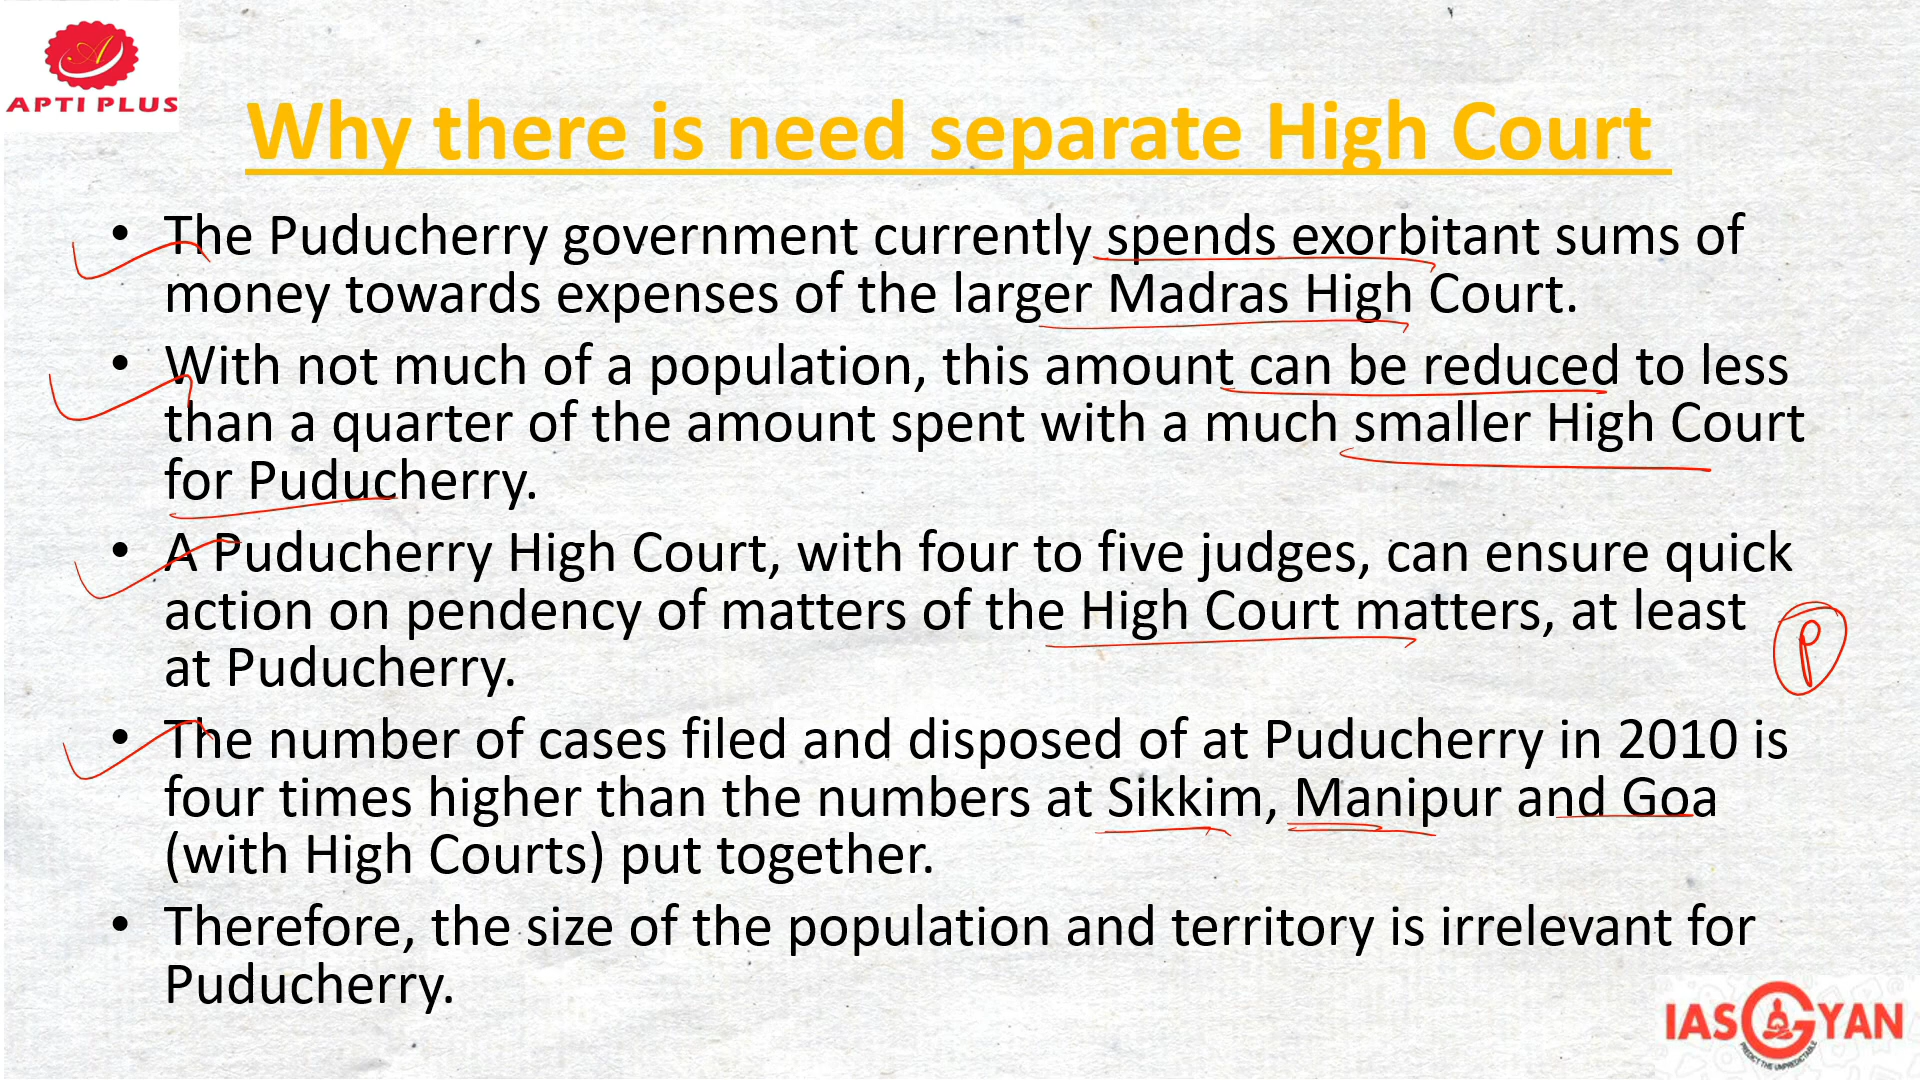 A
APTI PLUS
Why there is need separate High Court
• The Puducherry government currently spends exorbitant sums of
money towards expenses of the larger Madras High Court.
• With not much of a population, this amount can be reduced to less
than a quarter of the amount spent with a much smaller High Court
for Puducherry.
• A Puducherry High Court, with four to five judges, can ensure quick
action on pendency of matters of the High Court matters, at least
at Puducherry.
P
• The number of cases filed and disposed of at Puducherry in 2010 is
four times higher than the numbers at Sikkim, Manipur and Goa
(with High Courts) put together.
• Therefore, the size of the population and territory is irrelevant for
Puducherry.
IAS GYAN
PREDICT THE UNPREDICTABLE